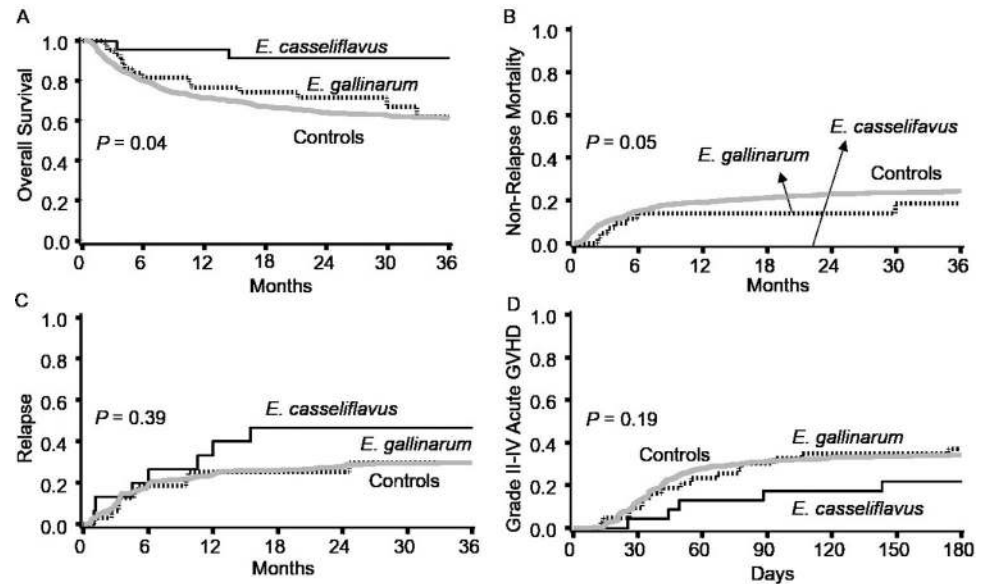 A
Overall Survival
1.0
0.8
0.6
0.4
0.2
0.0
E. casseliflavus
E. gallinarum
Controls
P = 0.04
6 12 18 24 30 36
Months
B
Non-Relapse Mortality
1.0
0.8
0.6
0.4
0.2
0.0
P = 0.05
E. casselifavus
E. gallinarum
Controls
0 6 12 18 24 30 36
Months
C
Relapse
1.0
0.8
0.6
0.4
0.2
0.0
P = 0.39
E. casseliflavus
E. gallinarum
Controls
0 6 12 18 24 30 36
Months
D
Grade II-IV Acute GVHD
1.0
0.8
0.6
0.4
0.2
0.0
P = 0.19
E. gallinarum
Controls
E. casseliflavus
0 30 60 90 120 150 180
Days